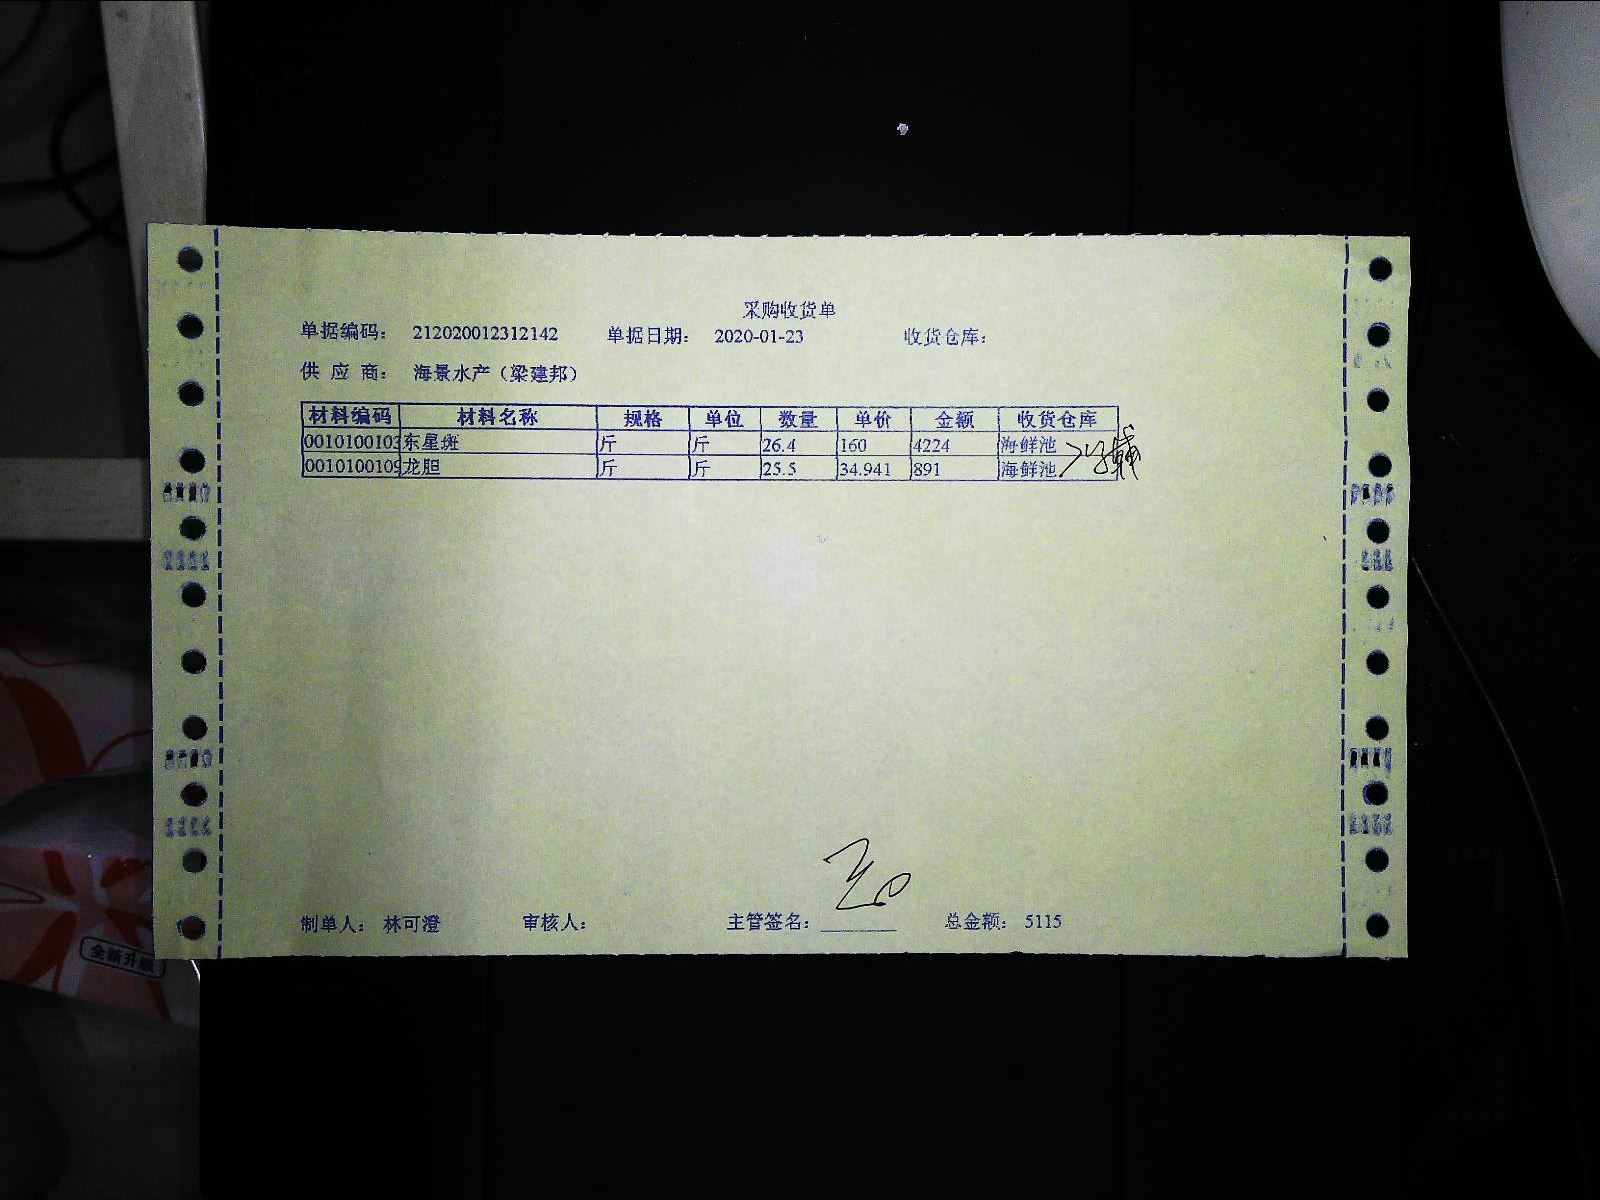 采购收货单
单据编码： 212020012312142 单据日期： 2020-01-23 收货仓库：
供 应 商： 海景水产（梁建邦）
材料编码 材料名称 规格 单位 数量 单价 金额 收货仓库
0010100103 东星斑 斤 斤 26.4 160 4224 海鲜池
0010100109 龙胆 斤 斤 25.5 34.941 891 海鲜池
制单人： 林可澄 审核人： 主管签名： 总金额： 5115
全新升级